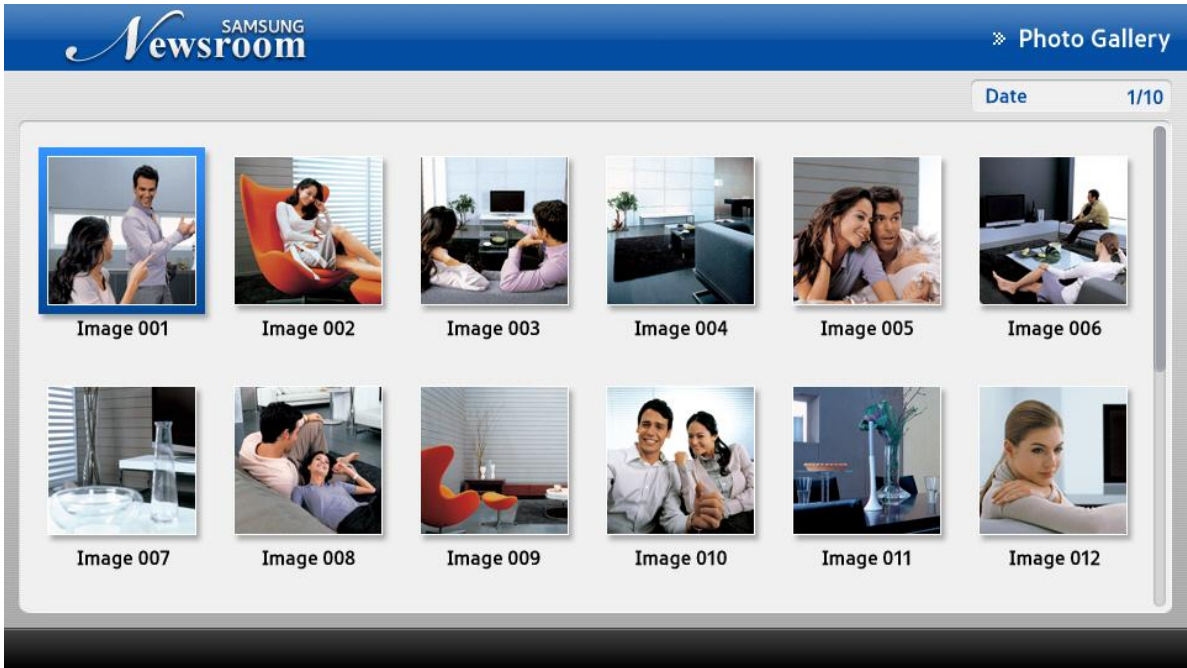 SAMSUNG
Newsroom
» Photo Gallery
Date 1/10
Image 001 Image 002 Image 003 Image 004 Image 005 Image 006
Image 007 Image 008 Image 009 Image 010 Image 011 Image 012